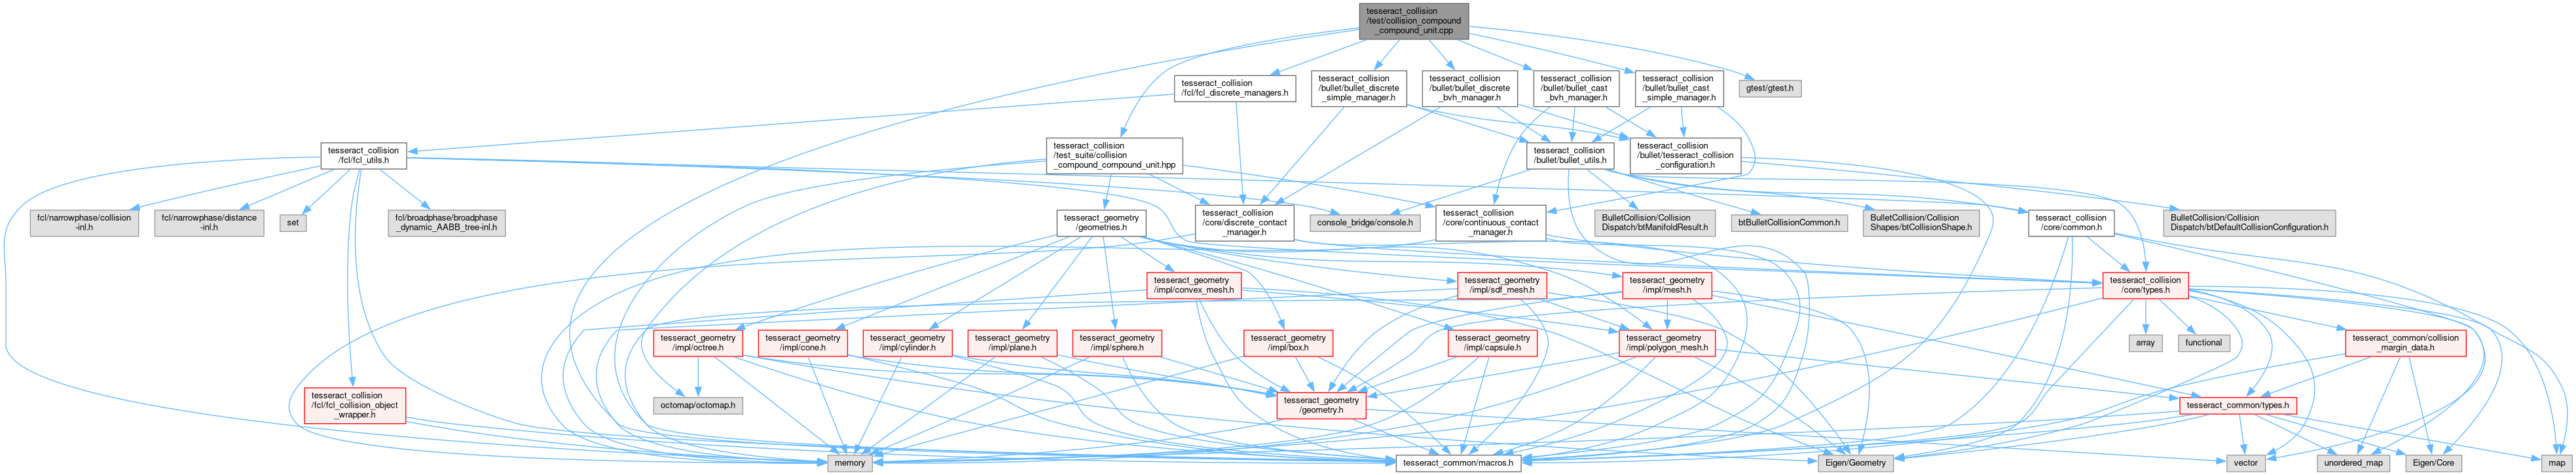 tesseract_collision
/test/collision_compound
_compound_unit.cpp
tesseract_collision
/fcl/fcl_discrete_managers.h
tesseract_collision
/bullet/bullet_discrete
_simple_manager.h
tesseract_collision
/bullet/bullet_discrete
_bvh_manager.h
tesseract_collision
/bullet/bullet_cast
_bvh_manager.h
tesseract_collision
/bullet/bullet_cast
_simple_manager.h
gtest/gtest.h
tesseract_collision
/fcl/fcl_utils.h
tesseract_collision
/test_suite/collision
_compound_compound_unit.hpp
tesseract_collision
/bullet/bullet_utils.h
tesseract_collision
/bullet/tesseract_collision
_configuration.h
fcl/narrowphase/collision
-inl.h
fcl/narrowphase/distance
-inl.h
set
fcl/broadphase/broadphase
_dynamic_AABB_tree-inl.h
tesseract_geometry
/geometries.h
tesseract_collision
/core/discrete_contact
_manager.h
console_bridge/console.h
tesseract_collision
/core/continuous_contact
_manager.h
BulletCollision/Collision
Dispatch/btManifoldResult.h
btBulletCollisionCommon.h
BulletCollision/Collision
Shapes/btCollisionShape.h
tesseract_collision
/core/common.h
BulletCollision/Collision
Dispatch/btDefaultCollisionConfiguration.h
tesseract_geometry
/impl/convex_mesh.h
tesseract_geometry
/impl/sdf_mesh.h
tesseract_geometry
/impl/mesh.h
tesseract_collision
/core/types.h
tesseract_geometry
/impl/octree.h
tesseract_geometry
/impl/cone.h
tesseract_geometry
/impl/cylinder.h
tesseract_geometry
/impl/plane.h
tesseract_geometry
/impl/sphere.h
tesseract_geometry
/impl/box.h
tesseract_geometry
/impl/capsule.h
tesseract_geometry
/impl/polygon_mesh.h
array
functional
tesseract_common/collision
_margin_data.h
tesseract_collision
/fcl/fcl_collision_object
_wrapper.h
octomap/octomap.h
tesseract_geometry
/geometry.h
tesseract_common/types.h
memory
tesseract_common/macros.h
Eigen/Geometry
vector
unordered_map
Eigen/Core
map